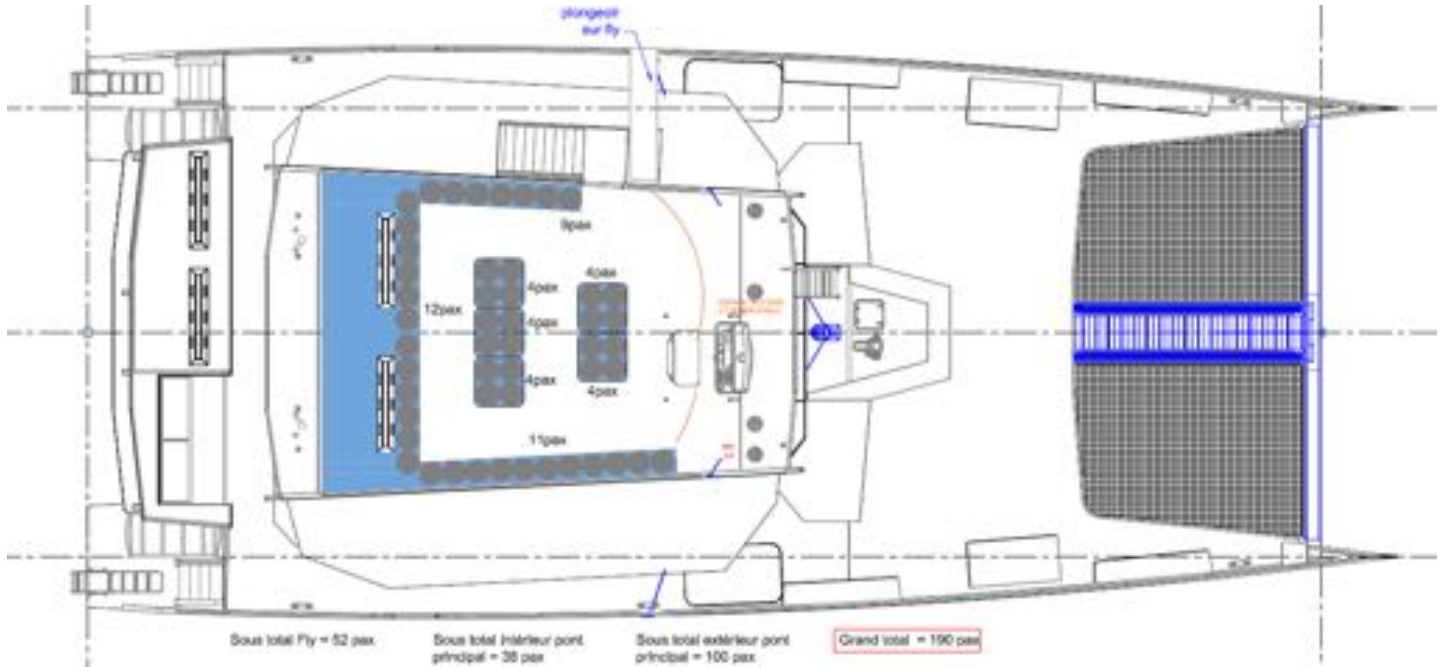 plongeoir
sur fly
9pax
4pax
4pax
12pax
4pax
4pax
4pax
11pax
Sous total Fly = 52 pax
Sous total intérieur pont
principal = 38 pax
Sous total extérieur pont
principal = 100 pax
Grand total = 190 pax